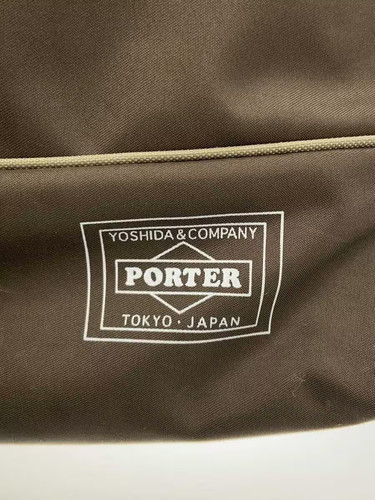 YOSHIDA & COMPANY
PORTER
TOKYO · JAPAN